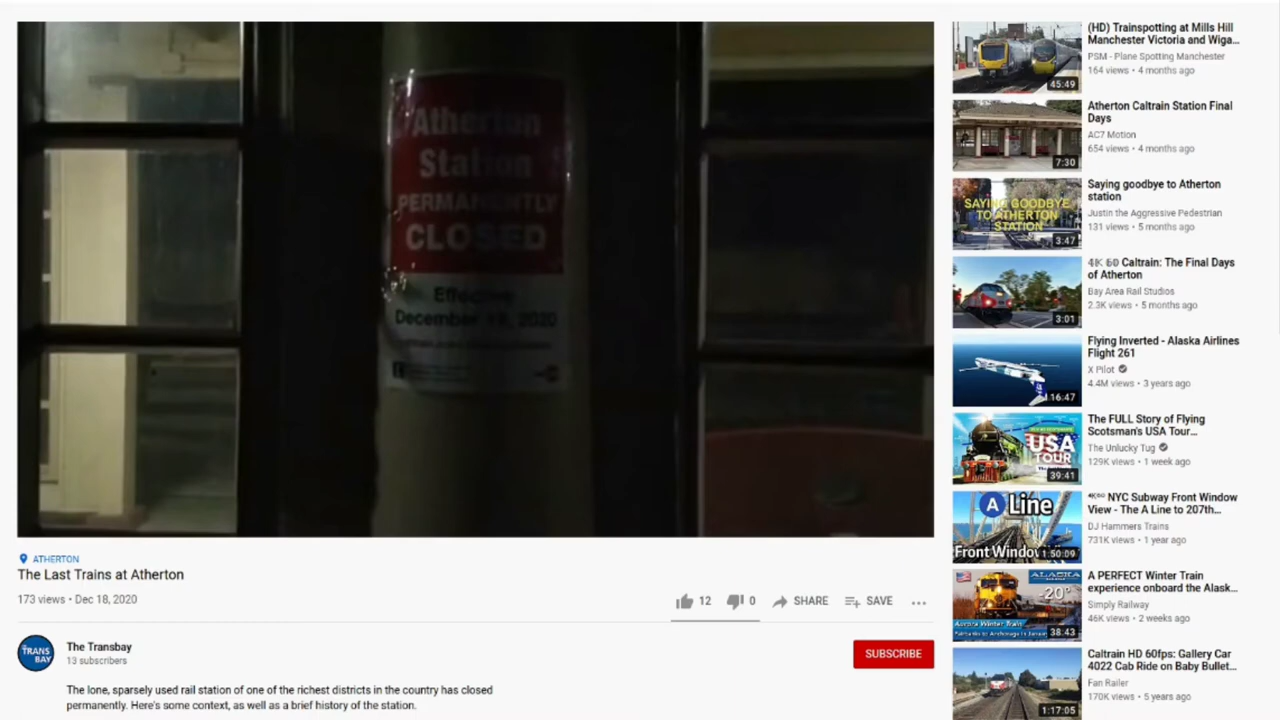 Atherton
Station
PERMANENTLY
CLOSED
Effective
December 19, 2020
ATHERTON
The Last Trains at Atherton
173 views • Dec 18, 2020
12
0
SHARE
SAVE
TRANS
BAY
The Transbay
13 subscribers
SUBSCRIBE
The lone, sparsely used rail station of one of the richest districts in the country has closed
permanently. Here's some context, as well as a brief history of the station.
45:49
(HD) Trainspotting at Mills Hill
Manchester Victoria and Wiga...
PSM - Plane Spotting Manchester
164 views • 4 months ago
7:30
Atherton Caltrain Station Final
Days
AC7 Motion
654 views • 4 months ago
SAYING GOODBYE
TO ATHERTON
STATION
3:47
Saying goodbye to Atherton
station
Justin the Aggressive Pedestrian
131 views • 5 months ago
3:01
4K 60 Caltrain: The Final Days
of Atherton
Bay Area Rail Studios
2.3K views • 5 months ago
16:47
Flying Inverted - Alaska Airlines
Flight 261
X Pilot
4.4M views • 3 years ago
USA
TOUR
39:41
The FULL Story of Flying
Scotsman's USA Tour...
The Unlucky Tug
129K views • 1 week ago
A Line
Front Window
1:50:09
⁴ᴷ⁶⁰ NYC Subway Front Window
View - The A Line to 207th...
DJ Hammers Trains
731K views • 1 year ago
ALASKA
-20°
Aurora Winter Train
Fairbanks to Anchorage in January
38:43
A PERFECT Winter Train
experience onboard the Alask...
Simply Railway
46K views • 2 weeks ago
1:17:05
Caltrain HD 60fps: Gallery Car
4022 Cab Ride on Baby Bullet...
Fan Railer
170K views • 5 years ago